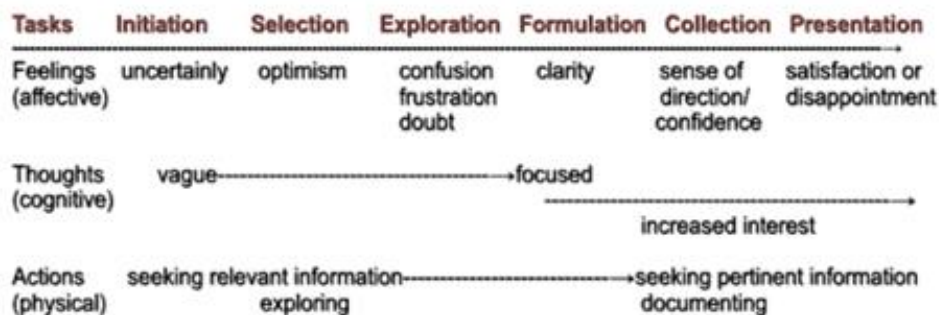 Tasks Initiation Selection Exploration Formulation Collection Presentation
Feelings uncertainly optimism confusion clarity sense of satisfaction or
(affective) frustration direction/ disappointment
doubt confidence
Thoughts vague focused
(cognitive)
increased interest
Actions seeking relevant information seeking pertinent information
(physical) exploring documenting